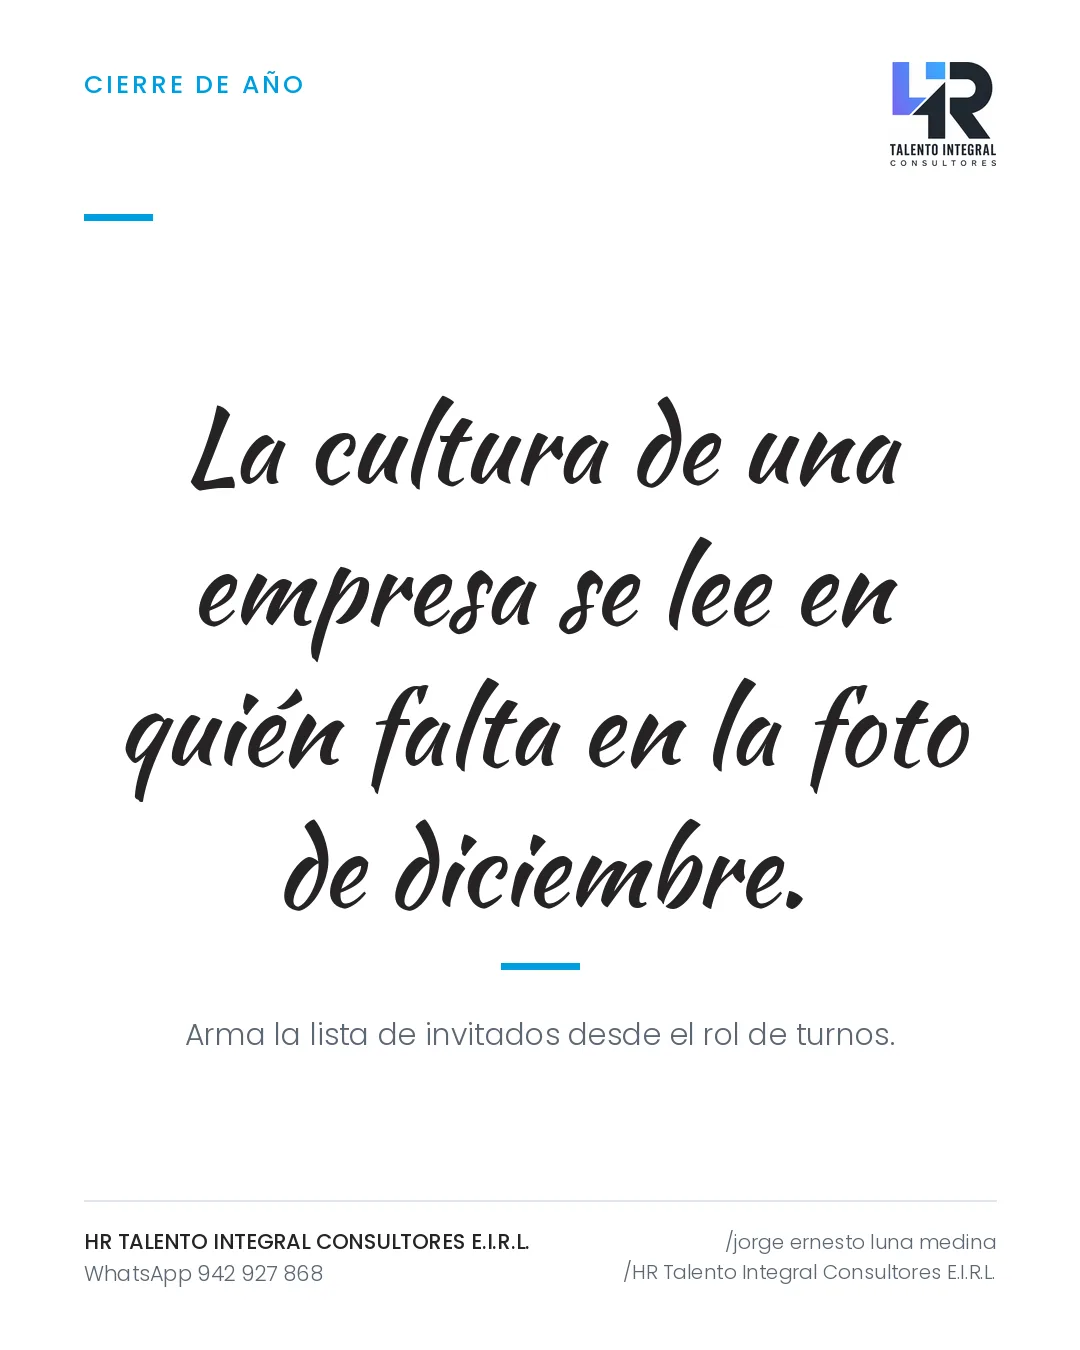 CIERRE DE AÑO
HR
TALENTO INTEGRAL
CONSULTORES
La cultura de una
empresa se lee en
quién falta en la foto
de diciembre.
Arma la lista de invitados desde el rol de turnos.
HR TALENTO INTEGRAL CONSULTORES E.I.R.L.
WhatsApp 942 927 868
/jorge ernesto luna medina
/HR Talento Integral Consultores E.I.R.L.